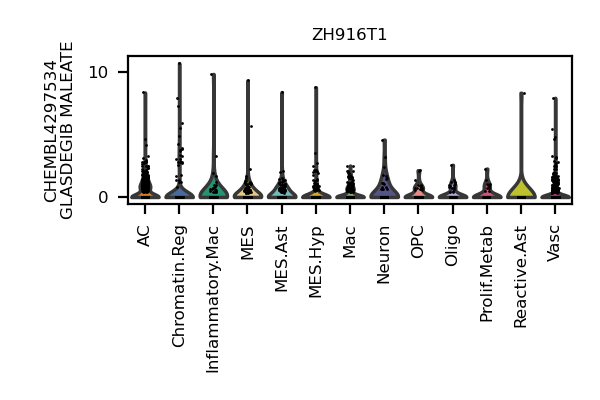 ZH916T1
CHEMBL4297534
GLASDEGIB MALEATE
10
0
AC
Chromatin.Reg
Inflammatory.Mac
MES
MES.Ast
MES.Hyp
Mac
Neuron
OPC
Oligo
Prolif.Metab
Reactive.Ast
Vasc